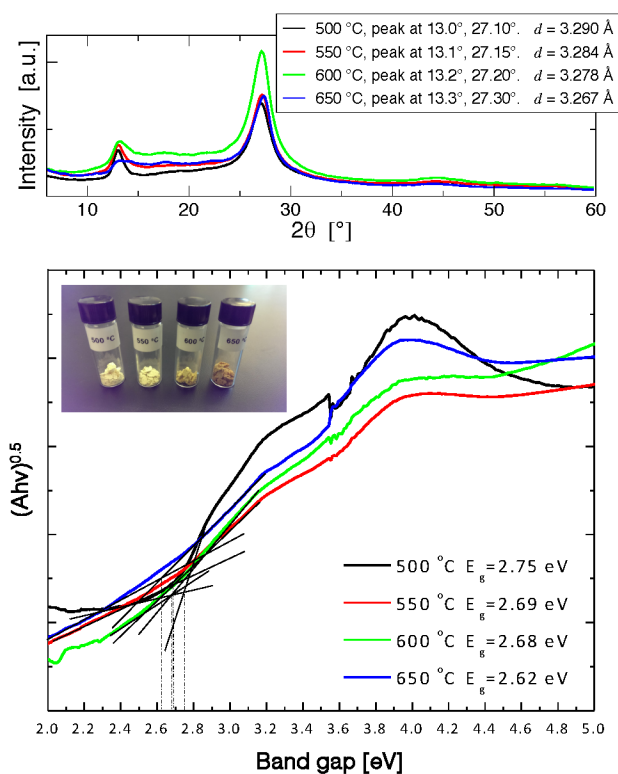 500 °C, peak at 13.0°, 27.10°. d = 3.290 Å
550 °C, peak at 13.1°, 27.15°. d = 3.284 Å
600 °C, peak at 13.2°, 27.20°. d = 3.278 Å
650 °C, peak at 13.3°, 27.30°. d = 3.267 Å
Intensity [a.u.]
10 20 30 40 50 60
2θ [°]
500 °C 550 °C 600 °C 650 °C
(Ahv)^0.5
500 °C E_g=2.75 eV
550 °C E_g=2.69 eV
600 °C E_g=2.68 eV
650 °C E_g=2.62 eV
2.0 2.2 2.4 2.6 2.8 3.0 3.2 3.4 3.6 3.8 4.0 4.2 4.4 4.6 4.8 5.0
Band gap [eV]